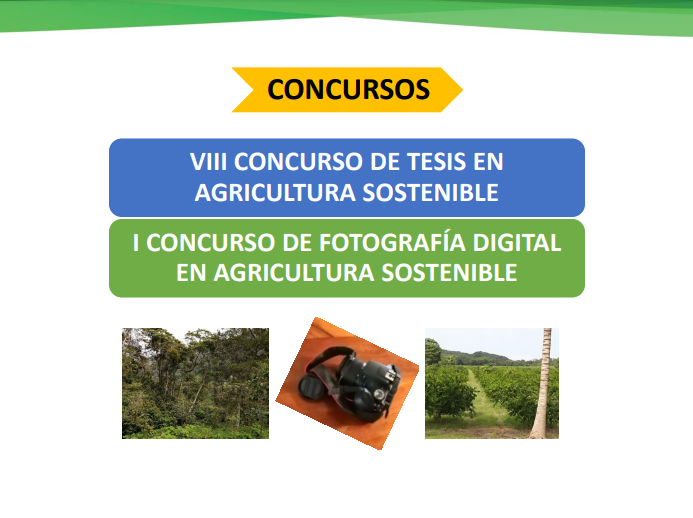 CONCURSOS
VIII CONCURSO DE TESIS EN
AGRICULTURA SOSTENIBLE
I CONCURSO DE FOTOGRAFÍA DIGITAL
EN AGRICULTURA SOSTENIBLE